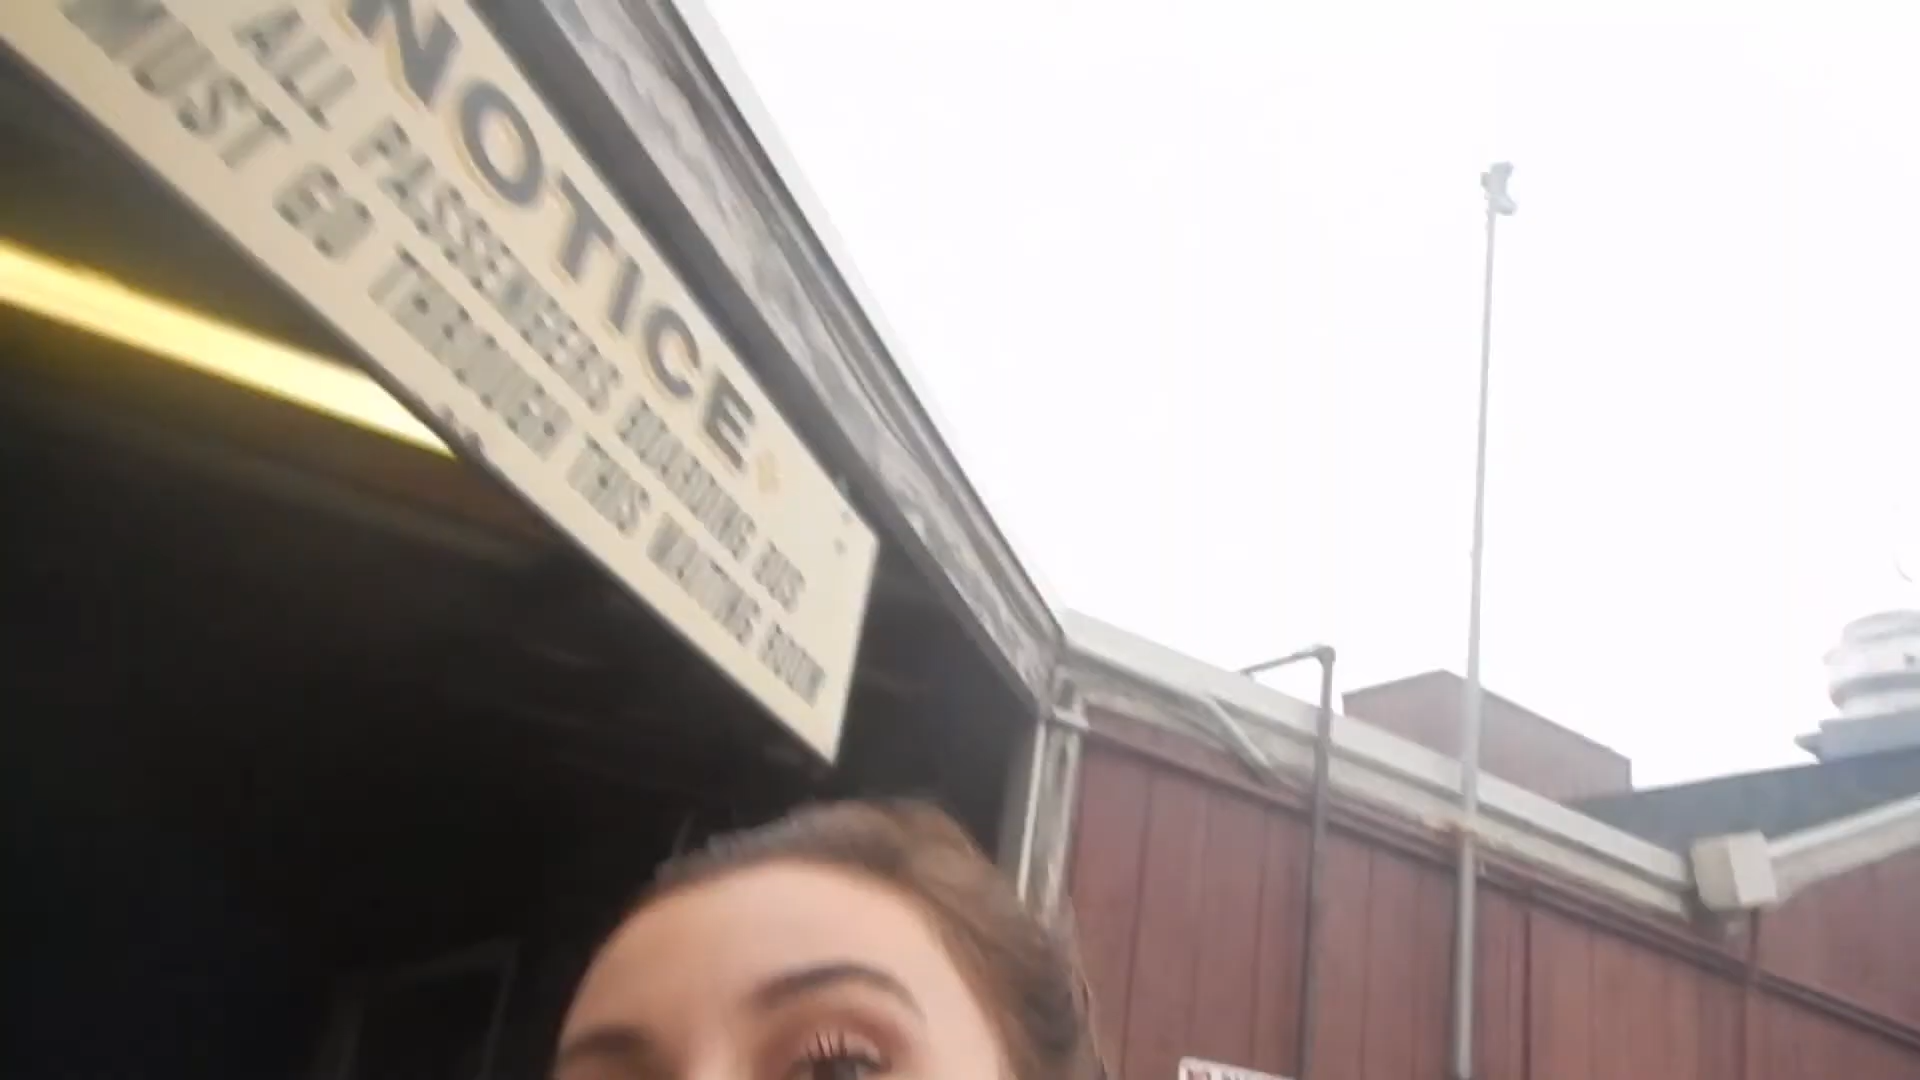 NOTICE
ALL PASSENGERS BOARDING BUS
MUST GO THROUGH THIS WAITING ROOM